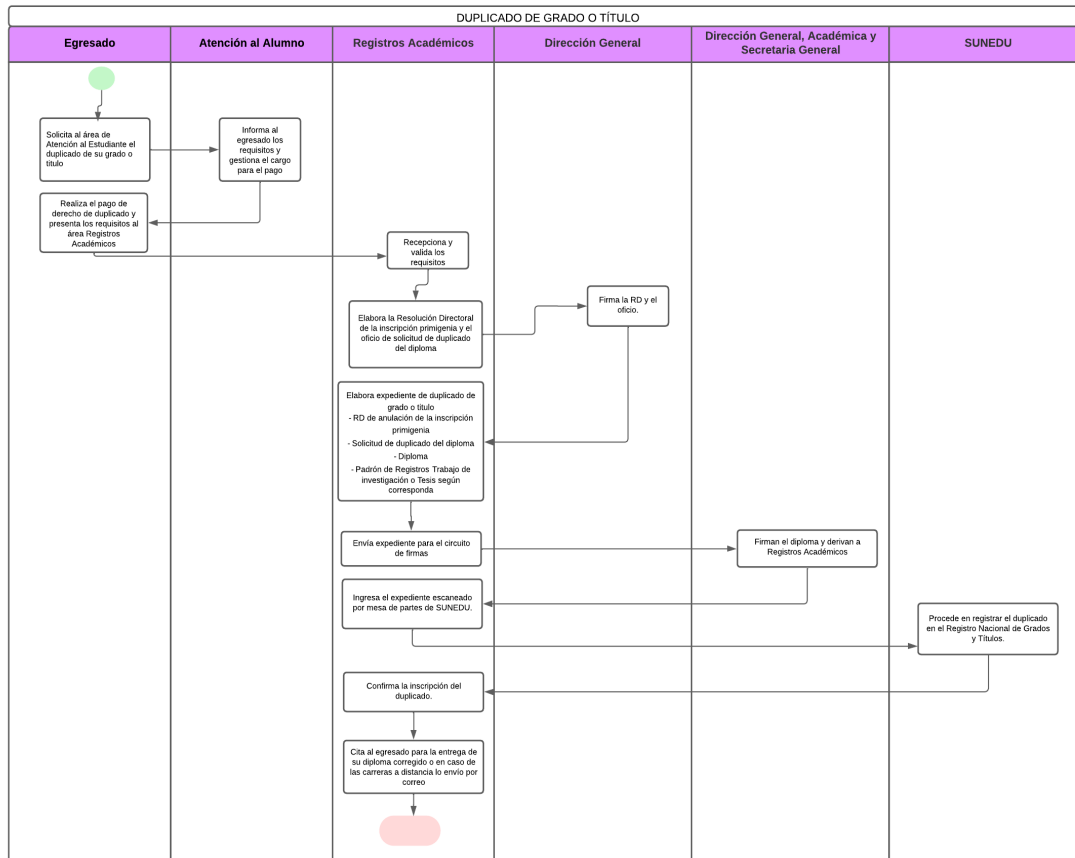 DUPLICADO DE GRADO O TÍTULO
Egresado
Atención al Alumno
Registros Académicos
Dirección General
Dirección General, Académica y
Secretaria General
SUNEDU
Solicita al área de
Atención al Estudiante el
duplicado de su grado o
titulo
Informa al
egresado los
requisitos y
gestiona el cargo
para el pago
Realiza el pago de
derecho de duplicado y
presenta los requisitos al
área Registros
Académicos
Recepciona y
valida los
requisitos
Elabora la Resolución Directoral
de la inscripción primigenia y el
oficio de solicitud de duplicado
del diploma
Firma la RD y el
oficio.
Elabora expediente de duplicado de
grado o titulo
- RD de anulación de la inscripción
primigenia
- Solicitud de duplicado del diploma
- Diploma
- Padrón de Registros Trabajo de
investigación o Tesis según
corresponda
Envía expediente para el circuito
de firmas
Firman el diploma y derivan a
Registros Académicos
Ingresa el expediente escaneado
por mesa de partes de SUNEDU.
Procede en registrar el duplicado
en el Registro Nacional de Grados
y Títulos.
Confirma la inscripción del
duplicado.
Cita al egresado para la entrega de
su diploma corregido o en caso de
las carreras a distancia lo envío por
correo